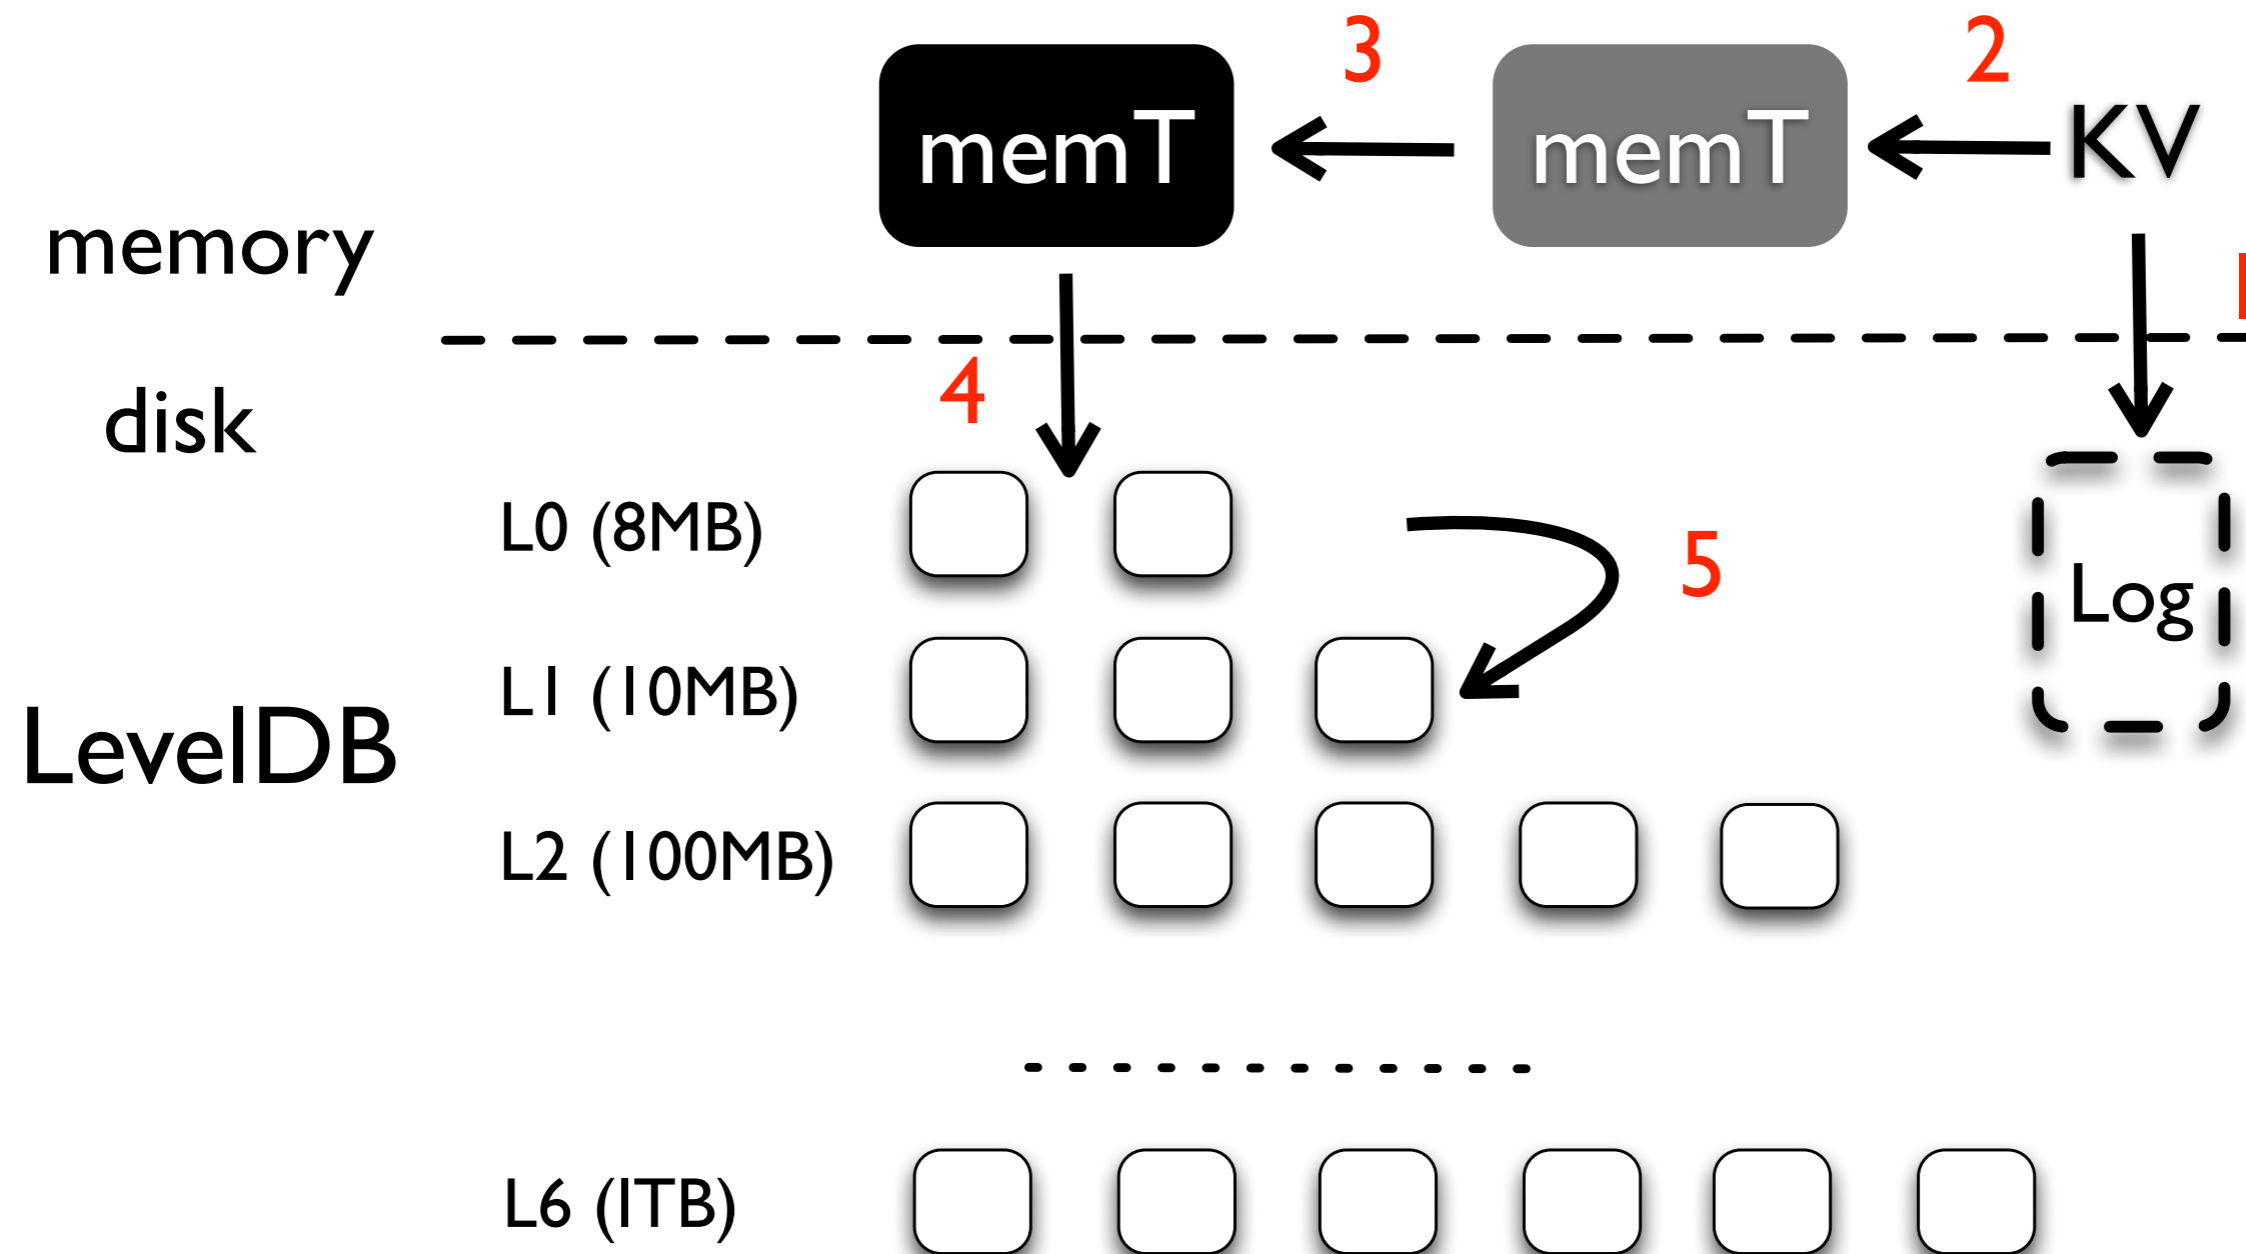 3
2
memT
memT
KV
memory
1
4
disk
L0 (8MB)
5
Log
L1 (10MB)
LevelDB
L2 (100MB)
L6 (1TB)